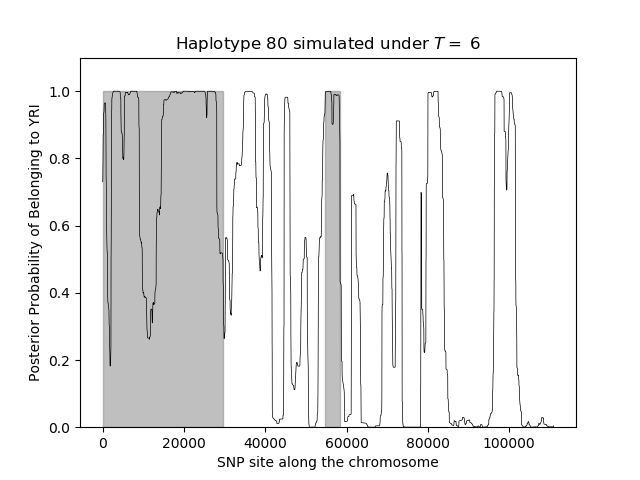 Haplotype 80 simulated under T = 6
Posterior Probability of Belonging to YRI
1.0
0.8
0.6
0.4
0.2
0.0
0 20000 40000 60000 80000 100000
SNP site along the chromosome